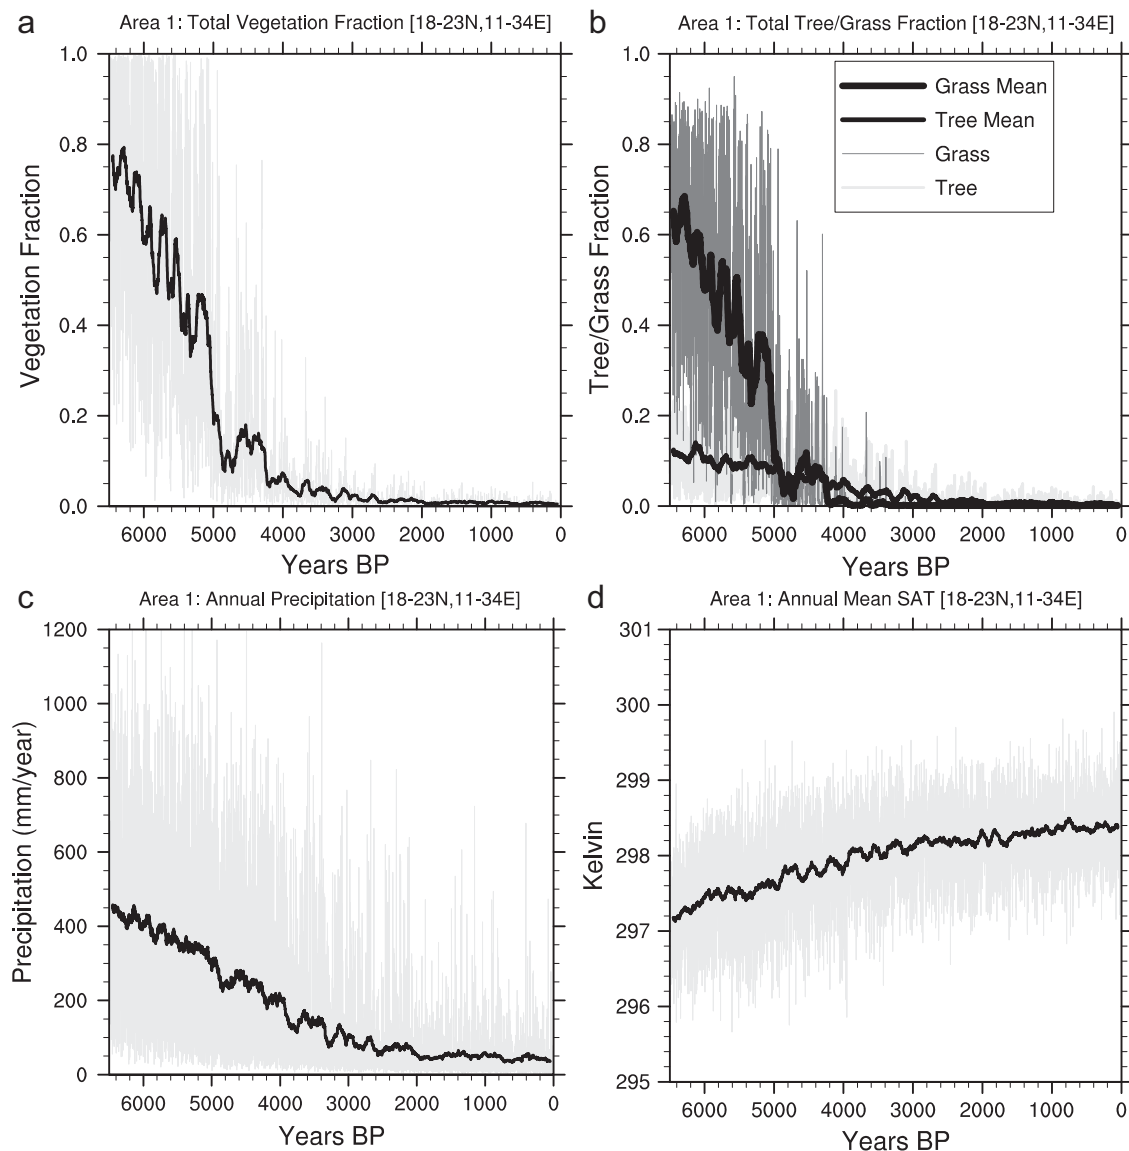 a
Area 1: Total Vegetation Fraction [18-23N,11-34E]
1.0
0.8
0.6
0.4
0.2
0.0
Vegetation Fraction
6000 5000 4000 3000 2000 1000 0
Years BP
b
Area 1: Total Tree/Grass Fraction [18-23N,11-34E]
1.0
0.8
0.6
0.4
0.2
0.0
Tree/Grass Fraction
Grass Mean
Tree Mean
Grass
Tree
6000 5000 4000 3000 2000 1000 0
Years BP
c
Area 1: Annual Precipitation [18-23N,11-34E]
1200
1000
800
600
400
200
0
Precipitation (mm/year)
6000 5000 4000 3000 2000 1000 0
Years BP
d
Area 1: Annual Mean SAT [18-23N,11-34E]
301
300
299
298
297
296
295
Kelvin
6000 5000 4000 3000 2000 1000 0
Years BP